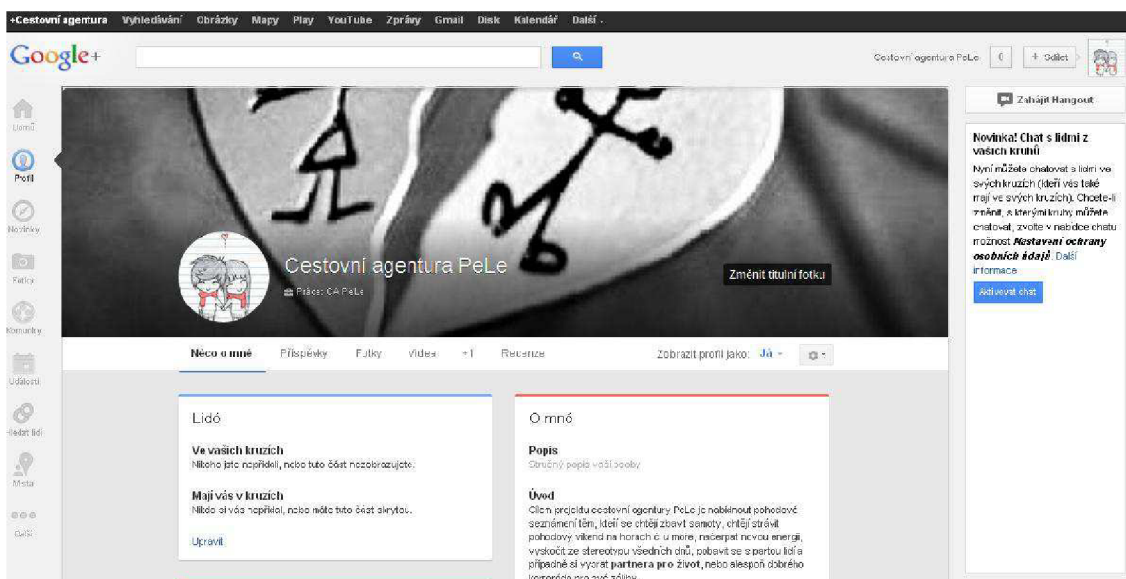 +Cestovní agentura Vyhledávání Obrázky Mapy Play YouTube Zprávy Gmail Disk Kalendář Další
Google+
Cestovní agentura PeLe 0 + Sdílet
Domů
Profil
Novinky
Fotky
Komunity
Události
Hledat lidi
Místa
Další
Cestovní agentura PeLe
Práce: CA PeLe
Změnit titulní fotku
Něco o mně Příspěvky Fotky Videa +1 Recenze Zobrazit profil jako: Já
Lidé
Ve vašich kruzích
Nikoho jste nepřidali, nebo tuto část nezobrazujete.
Mají vás v kruzích
Nikdo si vás nepřidal, nebo máte tuto část skrytou.
Upravit
O mně
Popis
Stručný popis vaší osoby
Úvod
Cílem projektu cestovní agentury PeLe je nabídnout pohodové
seznámení těm, kteří se chtějí zbavit samoty, chtějí strávit
pohodový víkend na horách či u moře, načerpat novou energii,
vyskočit ze stereotypu všedních dnů, pobavit se s partou lidí a
případně si vybrat partnera pro život, nebo alespoň dobrého
kamaráda pro své záliby.
Zahájit Hangout
Novinka! Chat s lidmi z
vašich kruhů
Nyní můžete chatovat s lidmi ve
svých kruzích (kteří vás také
mají ve svých kruzích). Chcete-li
změnit, s kterými kruhy můžete
chatovat, zvolte v nabídce chatu
možnost Nastavení ochrany
osobních údajů. Další
informace
Aktivovat chat